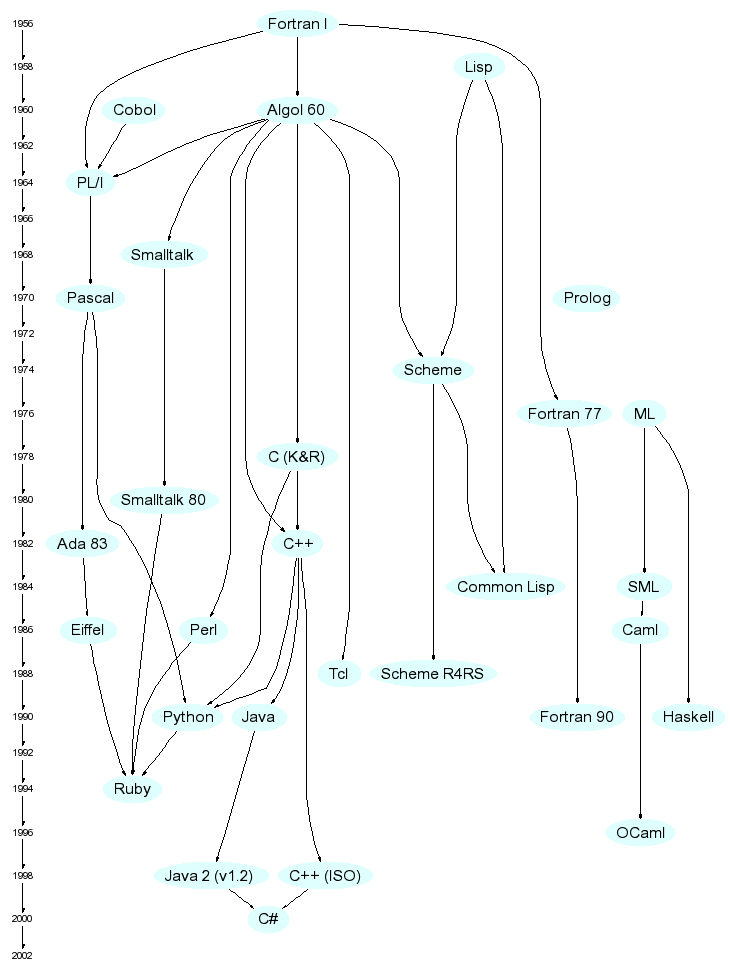 1956
Fortran I
1958
Lisp
1960
Cobol
Algol 60
1962
1964
PL/I
1966
1968
Smalltalk
1970
Pascal
Prolog
1972
1974
Scheme
1976
Fortran 77
ML
1978
C (K&R)
1980
Smalltalk 80
1982
Ada 83
C++
1984
Common Lisp
SML
1986
Eiffel
Perl
Caml
1988
Tcl
Scheme R4RS
1990
Python
Java
Fortran 90
Haskell
1992
1994
Ruby
1996
OCaml
1998
Java 2 (v1.2)
C++ (ISO)
2000
C#
2002